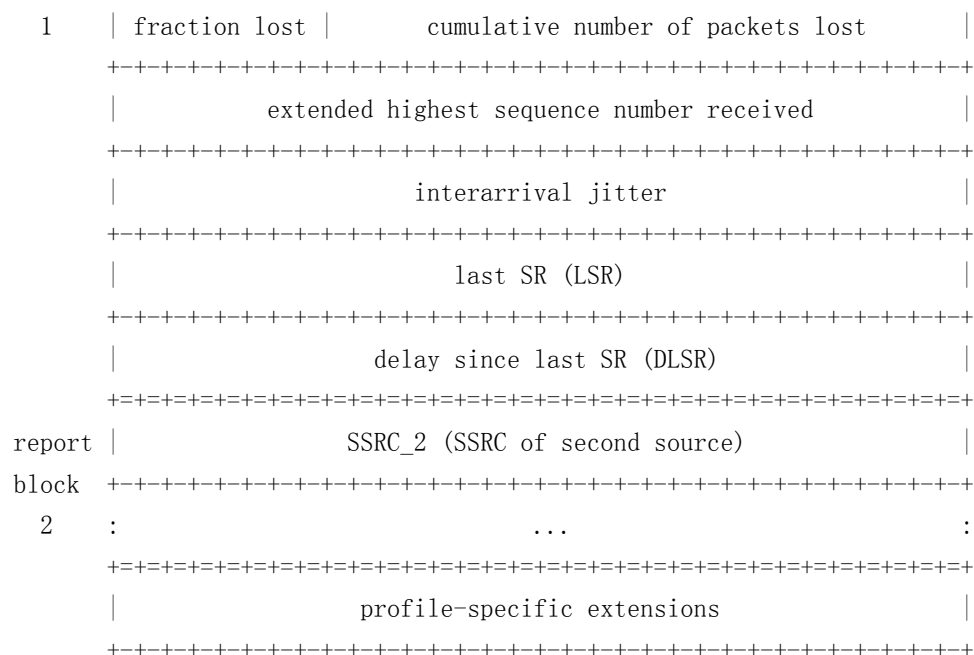 1    | fraction lost |       cumulative number of packets lost       |
     +-+-+-+-+-+-+-+-+-+-+-+-+-+-+-+-+-+-+-+-+-+-+-+-+-+-+-+-+-+-+-+-+
     |           extended highest sequence number received           |
     +-+-+-+-+-+-+-+-+-+-+-+-+-+-+-+-+-+-+-+-+-+-+-+-+-+-+-+-+-+-+-+-+
     |                      interarrival jitter                      |
     +-+-+-+-+-+-+-+-+-+-+-+-+-+-+-+-+-+-+-+-+-+-+-+-+-+-+-+-+-+-+-+-+
     |                         last SR (LSR)                         |
     +-+-+-+-+-+-+-+-+-+-+-+-+-+-+-+-+-+-+-+-+-+-+-+-+-+-+-+-+-+-+-+-+
     |                   delay since last SR (DLSR)                  |
     +=+=+=+=+=+=+=+=+=+=+=+=+=+=+=+=+=+=+=+=+=+=+=+=+=+=+=+=+=+=+=+=+
report |                 SSRC_2 (SSRC of second source)                |
block  +-+-+-+-+-+-+-+-+-+-+-+-+-+-+-+-+-+-+-+-+-+-+-+-+-+-+-+-+-+-+-+-+
  2    :                               ...                             :
       +=+=+=+=+=+=+=+=+=+=+=+=+=+=+=+=+=+=+=+=+=+=+=+=+=+=+=+=+=+=+=+=+
       |                  profile-specific extensions                  |
       +-+-+-+-+-+-+-+-+-+-+-+-+-+-+-+-+-+-+-+-+-+-+-+-+-+-+-+-+-+-+-+-+